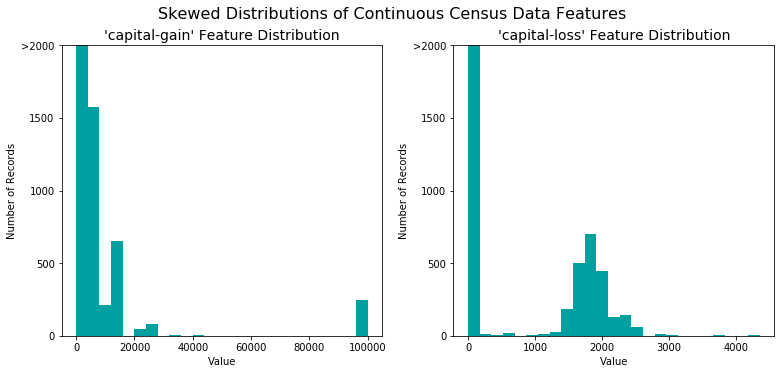 Skewed Distributions of Continuous Census Data Features
'capital-gain' Feature Distribution
>2000
1500
1000
500
0
Number of Records
0 20000 40000 60000 80000 100000
Value
'capital-loss' Feature Distribution
>2000
1500
1000
500
0
Number of Records
0 1000 2000 3000 4000
Value